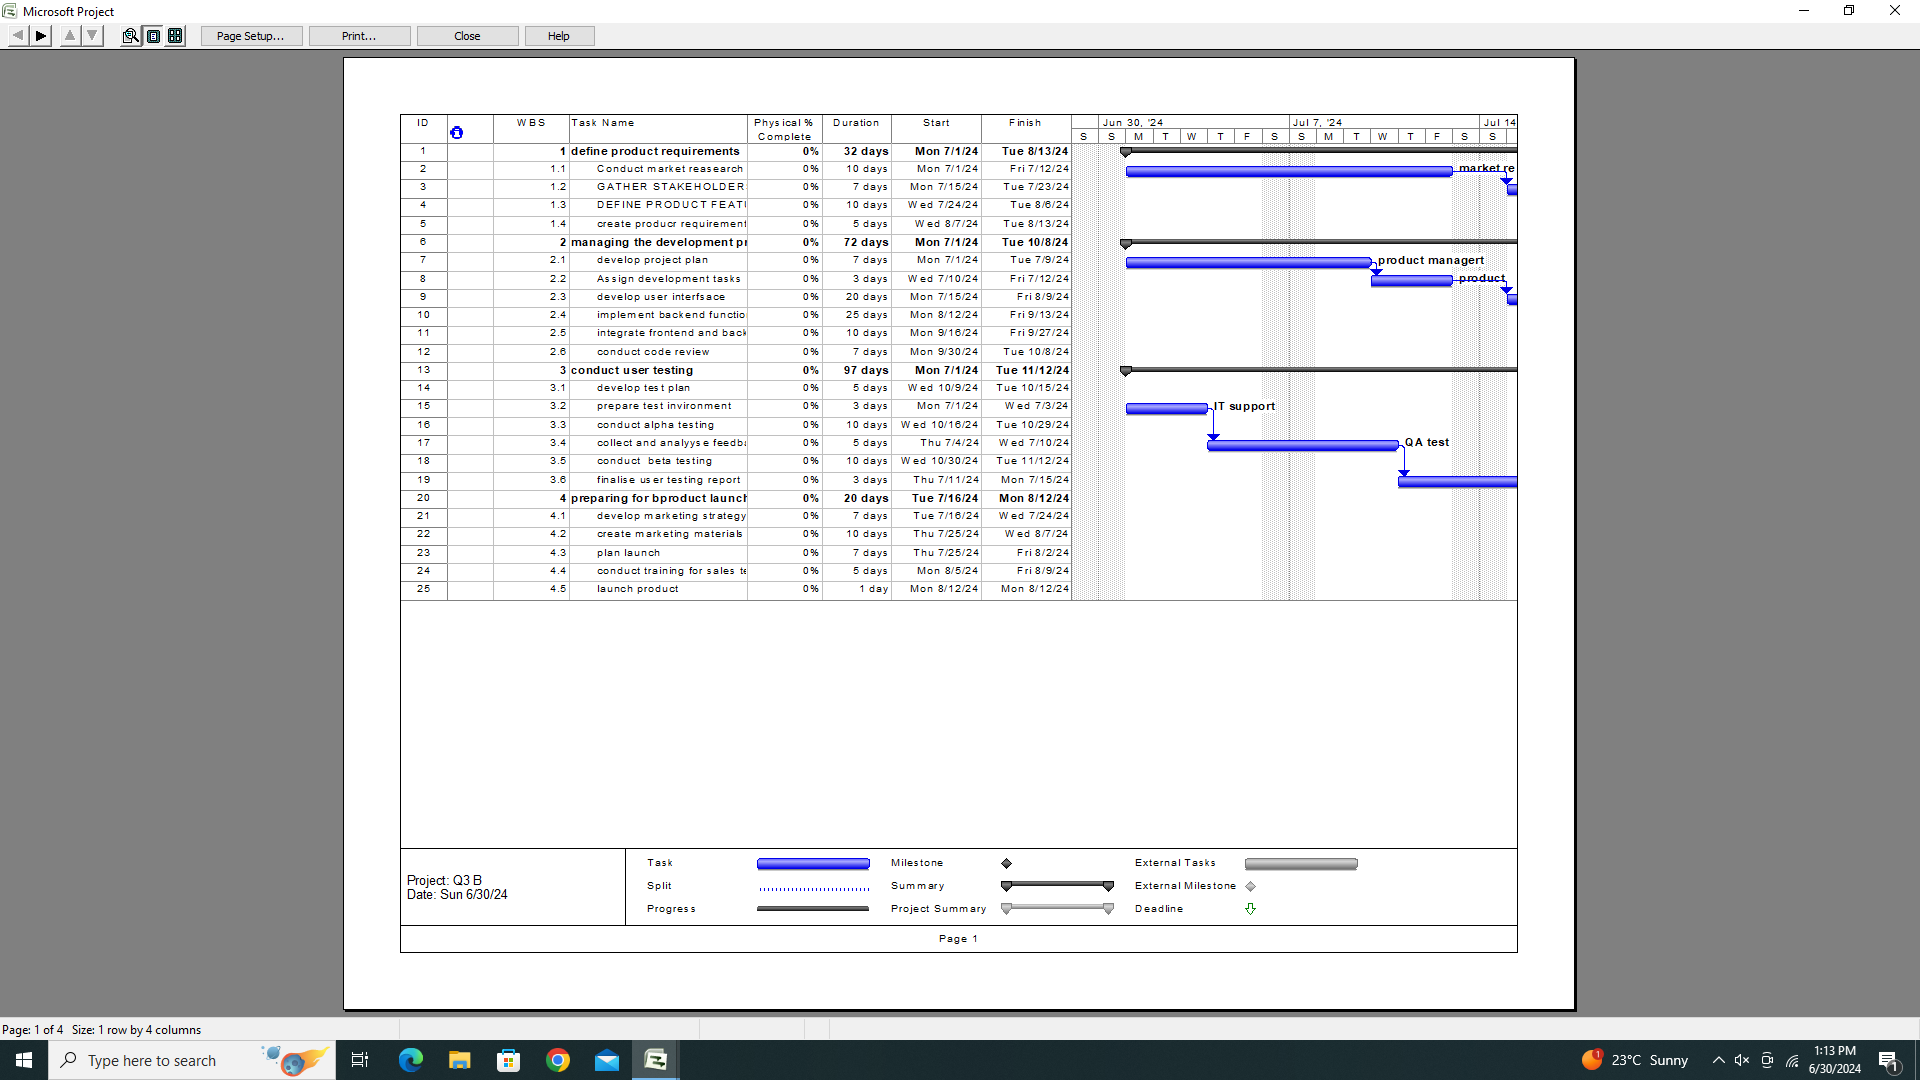 Microsoft Project
Page Setup... Print... Close Help
ID WBS Task Name Physical % Complete Duration Start Finish Jun 30, '24 Jul 7, '24 Jul 14
S S M T W T F S S M T W T F S S
1 1 define product requirements 0% 32 days Mon 7/1/24 Tue 8/13/24
2 1.1 Conduct market reasearch 0% 10 days Mon 7/1/24 Fri 7/12/24 market re
3 1.2 GATHER STAKEHOLDER 0% 7 days Mon 7/15/24 Tue 7/23/24
4 1.3 DEFINE PRODUCT FEAT 0% 10 days Wed 7/24/24 Tue 8/6/24
5 1.4 create producr requirement 0% 5 days Wed 8/7/24 Tue 8/13/24
6 2 managing the development pr 0% 72 days Mon 7/1/24 Tue 10/8/24
7 2.1 develop project plan 0% 7 days Mon 7/1/24 Tue 7/9/24 product managert
8 2.2 Assign development tasks 0% 3 days Wed 7/10/24 Fri 7/12/24 product
9 2.3 develop user interfsace 0% 20 days Mon 7/15/24 Fri 8/9/24
10 2.4 implement backend functio 0% 25 days Mon 8/12/24 Fri 9/13/24
11 2.5 integrate frontend and back 0% 10 days Mon 9/16/24 Fri 9/27/24
12 2.6 conduct code review 0% 7 days Mon 9/30/24 Tue 10/8/24
13 3 conduct user testing 0% 97 days Mon 7/1/24 Tue 11/12/24
14 3.1 develop test plan 0% 5 days Wed 10/9/24 Tue 10/15/24
15 3.2 prepare test invironment 0% 3 days Mon 7/1/24 Wed 7/3/24 IT support
16 3.3 conduct alpha testing 0% 10 days Wed 10/16/24 Tue 10/29/24
17 3.4 collect and analyyse feedba 0% 5 days Thu 7/4/24 Wed 7/10/24 QA test
18 3.5 conduct beta testing 0% 10 days Wed 10/30/24 Tue 11/12/24
19 3.6 finalise user testing report 0% 3 days Thu 7/11/24 Mon 7/15/24
20 4 preparing for bproduct launch 0% 20 days Tue 7/16/24 Mon 8/12/24
21 4.1 develop marketing strategy 0% 7 days Tue 7/16/24 Wed 7/24/24
22 4.2 create marketing materials 0% 10 days Thu 7/25/24 Wed 8/7/24
23 4.3 plan launch 0% 7 days Thu 7/25/24 Fri 8/2/24
24 4.4 conduct training for sales te 0% 5 days Mon 8/5/24 Fri 8/9/24
25 4.5 launch product 0% 1 day Mon 8/12/24 Mon 8/12/24
Project: Q3 B
Date: Sun 6/30/24
Task Milestone External Tasks
Split Summary External Milestone
Progress Project Summary Deadline
Page 1
Page: 1 of 4 Size: 1 row by 4 columns
Type here to search
1
23°C Sunny
1:13 PM
6/30/2024
1